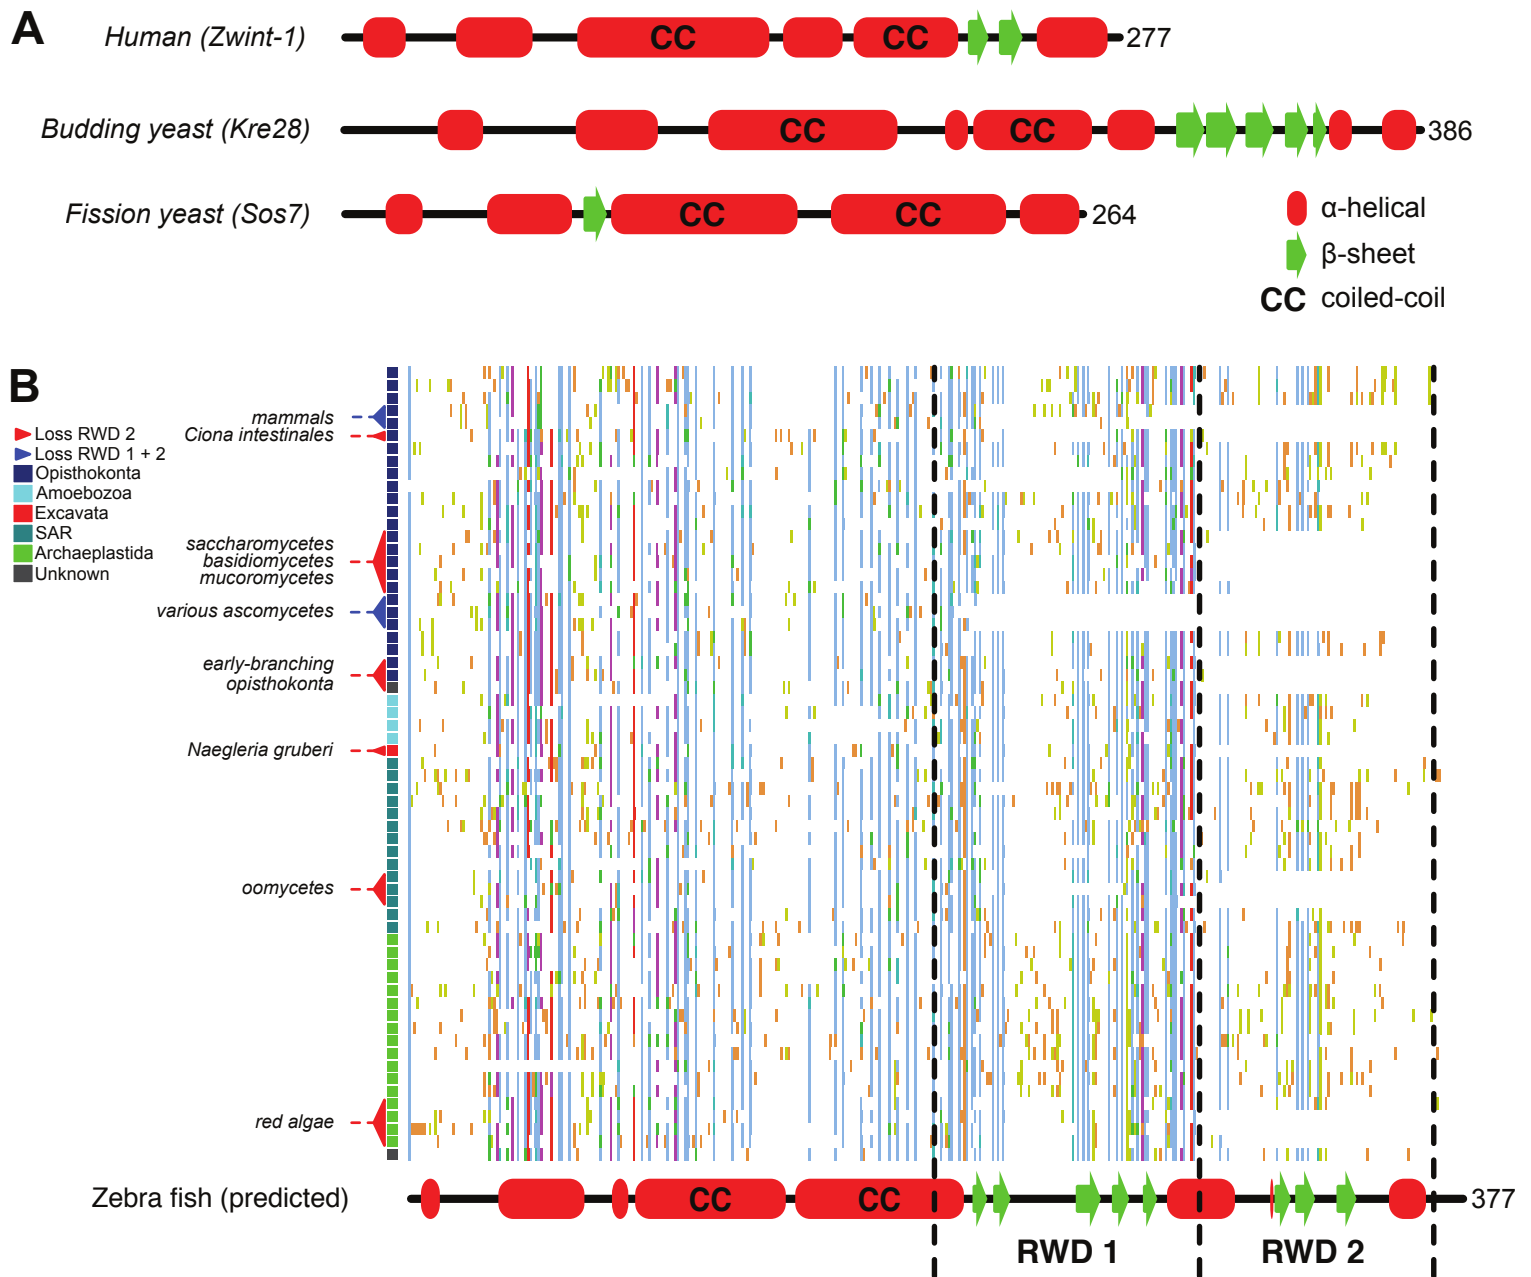 A
Human (Zwint-1)
CC
CC
277
Budding yeast (Kre28)
CC
CC
386
Fission yeast (Sos7)
CC
CC
264
α-helical
β-sheet
CC coiled-coil
B
Loss RWD 2
Loss RWD 1 + 2
Opisthokonta
Amoebozoa
Excavata
SAR
Archaeplastida
Unknown
mammals
Ciona intestinales
saccharomycetes
basidiomycetes
mucoromycetes
various ascomycetes
early-branching
opisthokonta
Naegleria gruberi
oomycetes
red algae
Zebra fish (predicted)
CC
CC
377
RWD 1
RWD 2